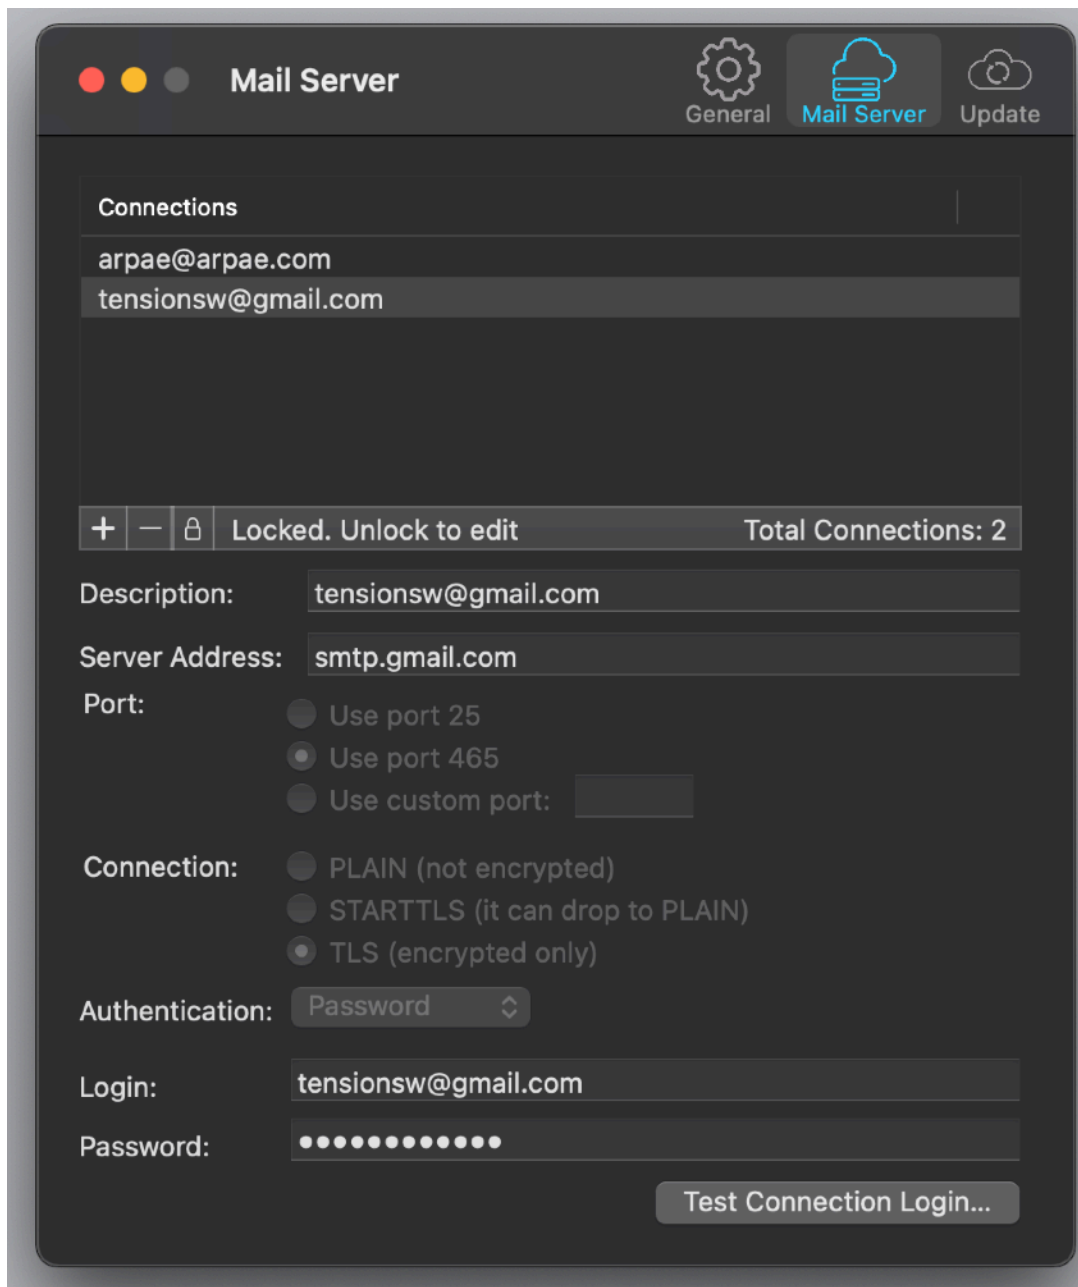 Mail Server
General
Mail Server
Update
Connections
arpae@arpae.com
tensionsw@gmail.com
Locked. Unlock to edit
Total Connections: 2
Description: tensionsw@gmail.com
Server Address: smtp.gmail.com
Port:
Use port 25
Use port 465
Use custom port:
Connection:
PLAIN (not encrypted)
STARTTLS (it can drop to PLAIN)
TLS (encrypted only)
Authentication: Password
Login: tensionsw@gmail.com
Password: ••••••••••••
Test Connection Login...